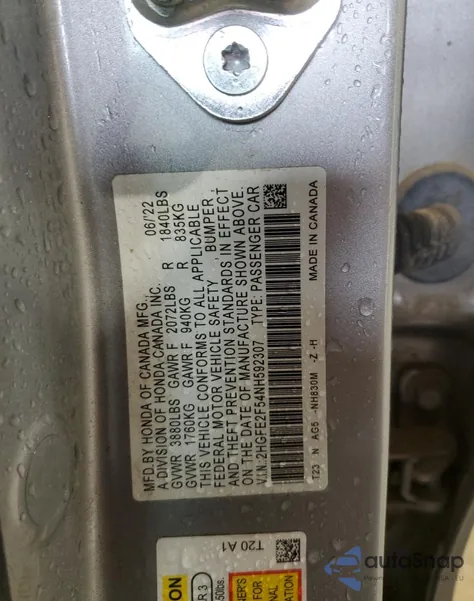 MFD.BY HONDA OF CANADA MFG.,
A DIVISION OF HONDA CANADA INC. 06/22
GVWR 3880LBS GAWR F 2072LBS R 1840LBS
GVWR 1760KG GAWR F 940KG R 835KG
THIS VEHICLE CONFORMS TO ALL APPLICABLE
FEDERAL MOTOR VEHICLE SAFETY, BUMPER,
AND THEFT PREVENTION STANDARDS IN EFFECT
ON THE DATE OF MANUFACTURE SHOWN ABOVE.
V.I.N.:2HGFE2F54NH592307 TYPE: PASSENGER CAR
T23 N AG5 -NH830M -Z -H MADE IN CANADA
T20 A1
autoSnap